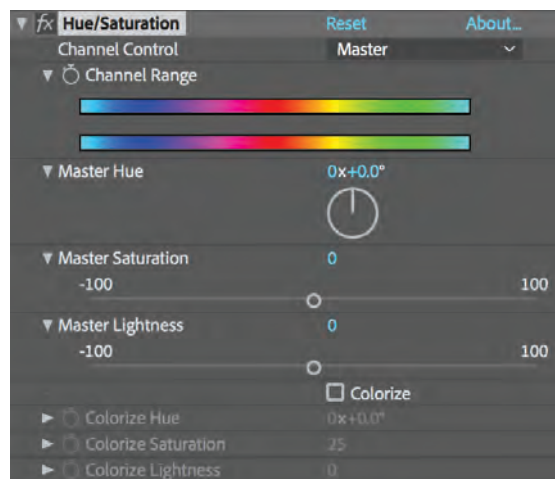 fx Hue/Saturation Reset About...
Channel Control Master
Channel Range
Master Hue 0x+0.0°
Master Saturation 0
-100 100
Master Lightness 0
-100 100
Colorize
Colorize Hue 0x+0.0°
Colorize Saturation 25
Colorize Lightness 0